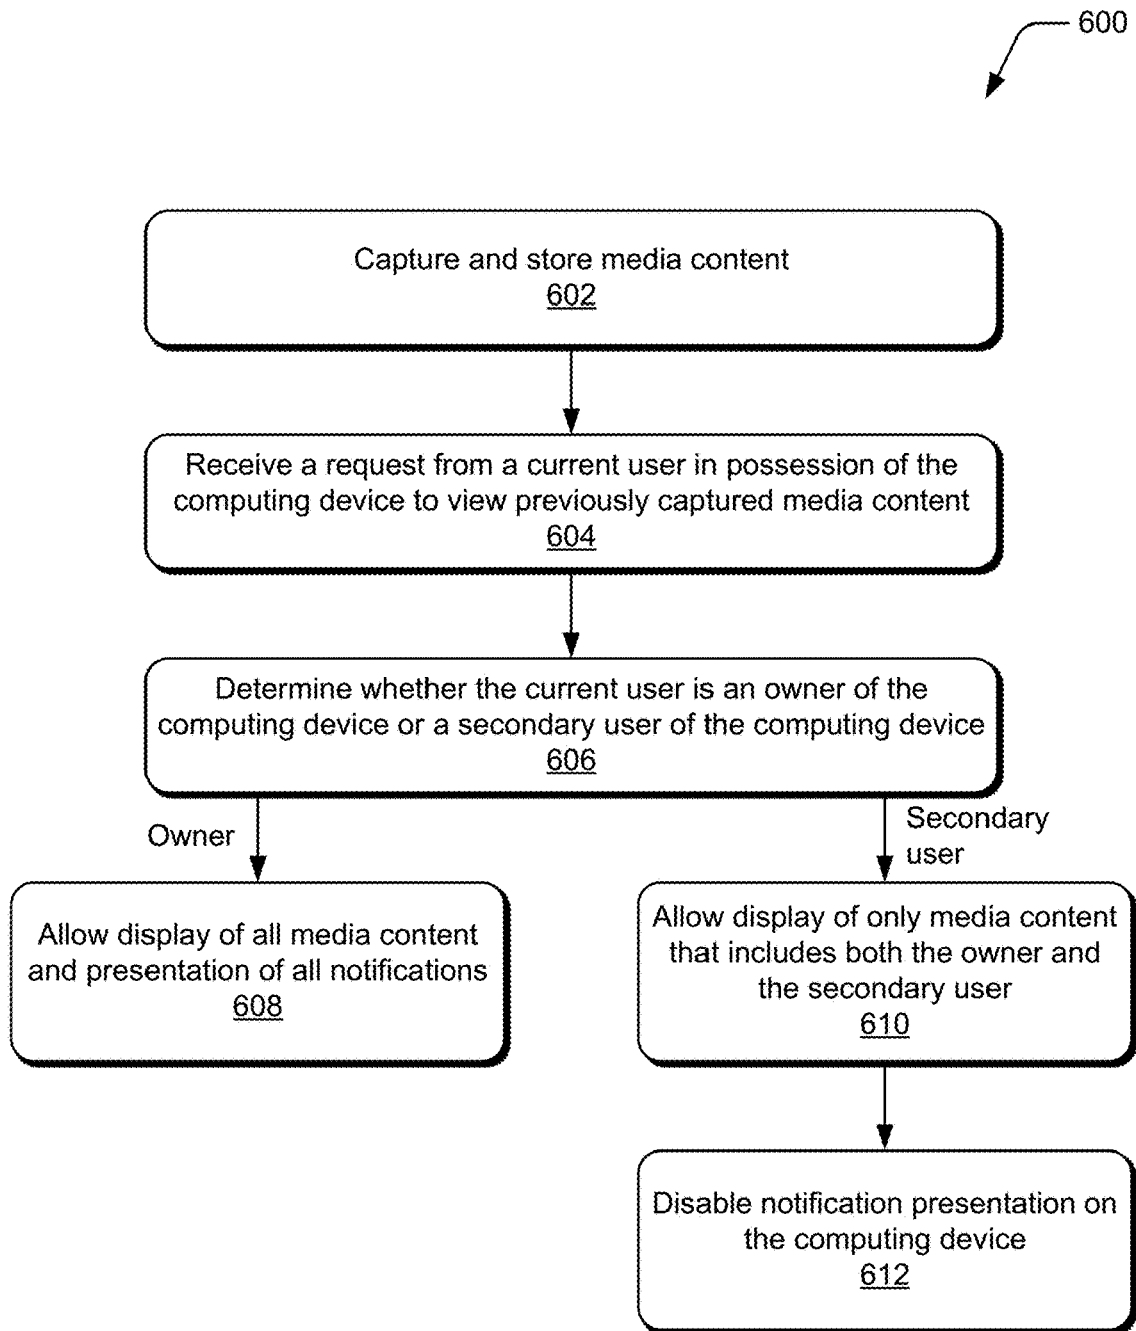 600
Capture and store media content
602
Receive a request from a current user in possession of the
computing device to view previously captured media content
604
Determine whether the current user is an owner of the
computing device or a secondary user of the computing device
606
Owner
Secondary
user
Allow display of all media content
and presentation of all notifications
608
Allow display of only media content
that includes both the owner and
the secondary user
610
Disable notification presentation on
the computing device
612